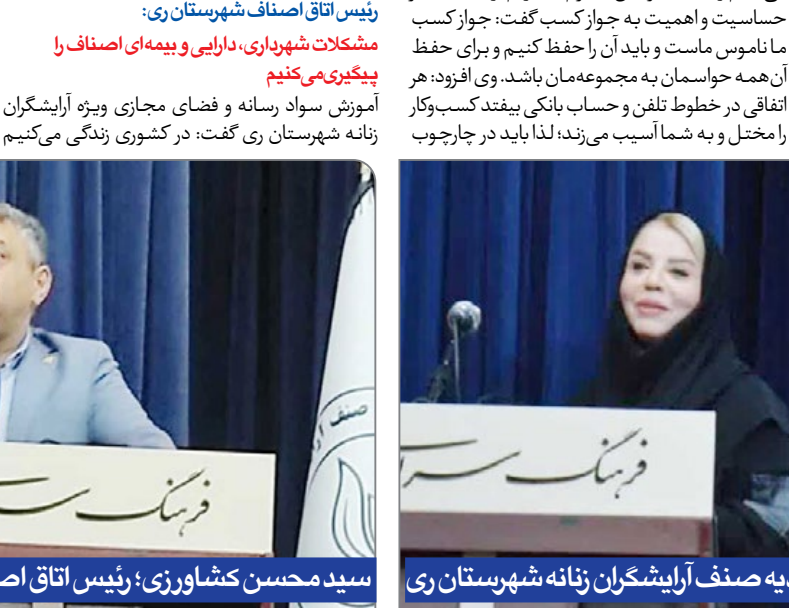 حساسیت و اهمیت به جواز کسب گفت: جواز کسب
ما ناموس ماست و باید آن را حفظ کنیم و برای حفظ
آن همه حواسمان به مجموعه‌مان باشد. وی افزود: هر
اتفاقی در خطوط تلفن و حساب بانکی بیفتد کسب‌وکار
را مختل و به شما آسیب می‌زند؛ لذا باید در چارچوب
فرهنگ سرا
دیه صنف آرایشگران زنانه شهرستان ری
رئیس اتاق اصناف شهرستان ری:
مشکلات شهرداری، دارایی و بیمه‌ای اصناف را
پیگیری می‌کنیم
آموزش سواد رسانه و فضای مجازی ویژه آرایشگران
زنانه شهرستان ری گفت: در کشوری زندگی می‌کنیم
صنف آر
فرهنگ س
سید محسن کشاورزی؛ رئیس اتاق اص